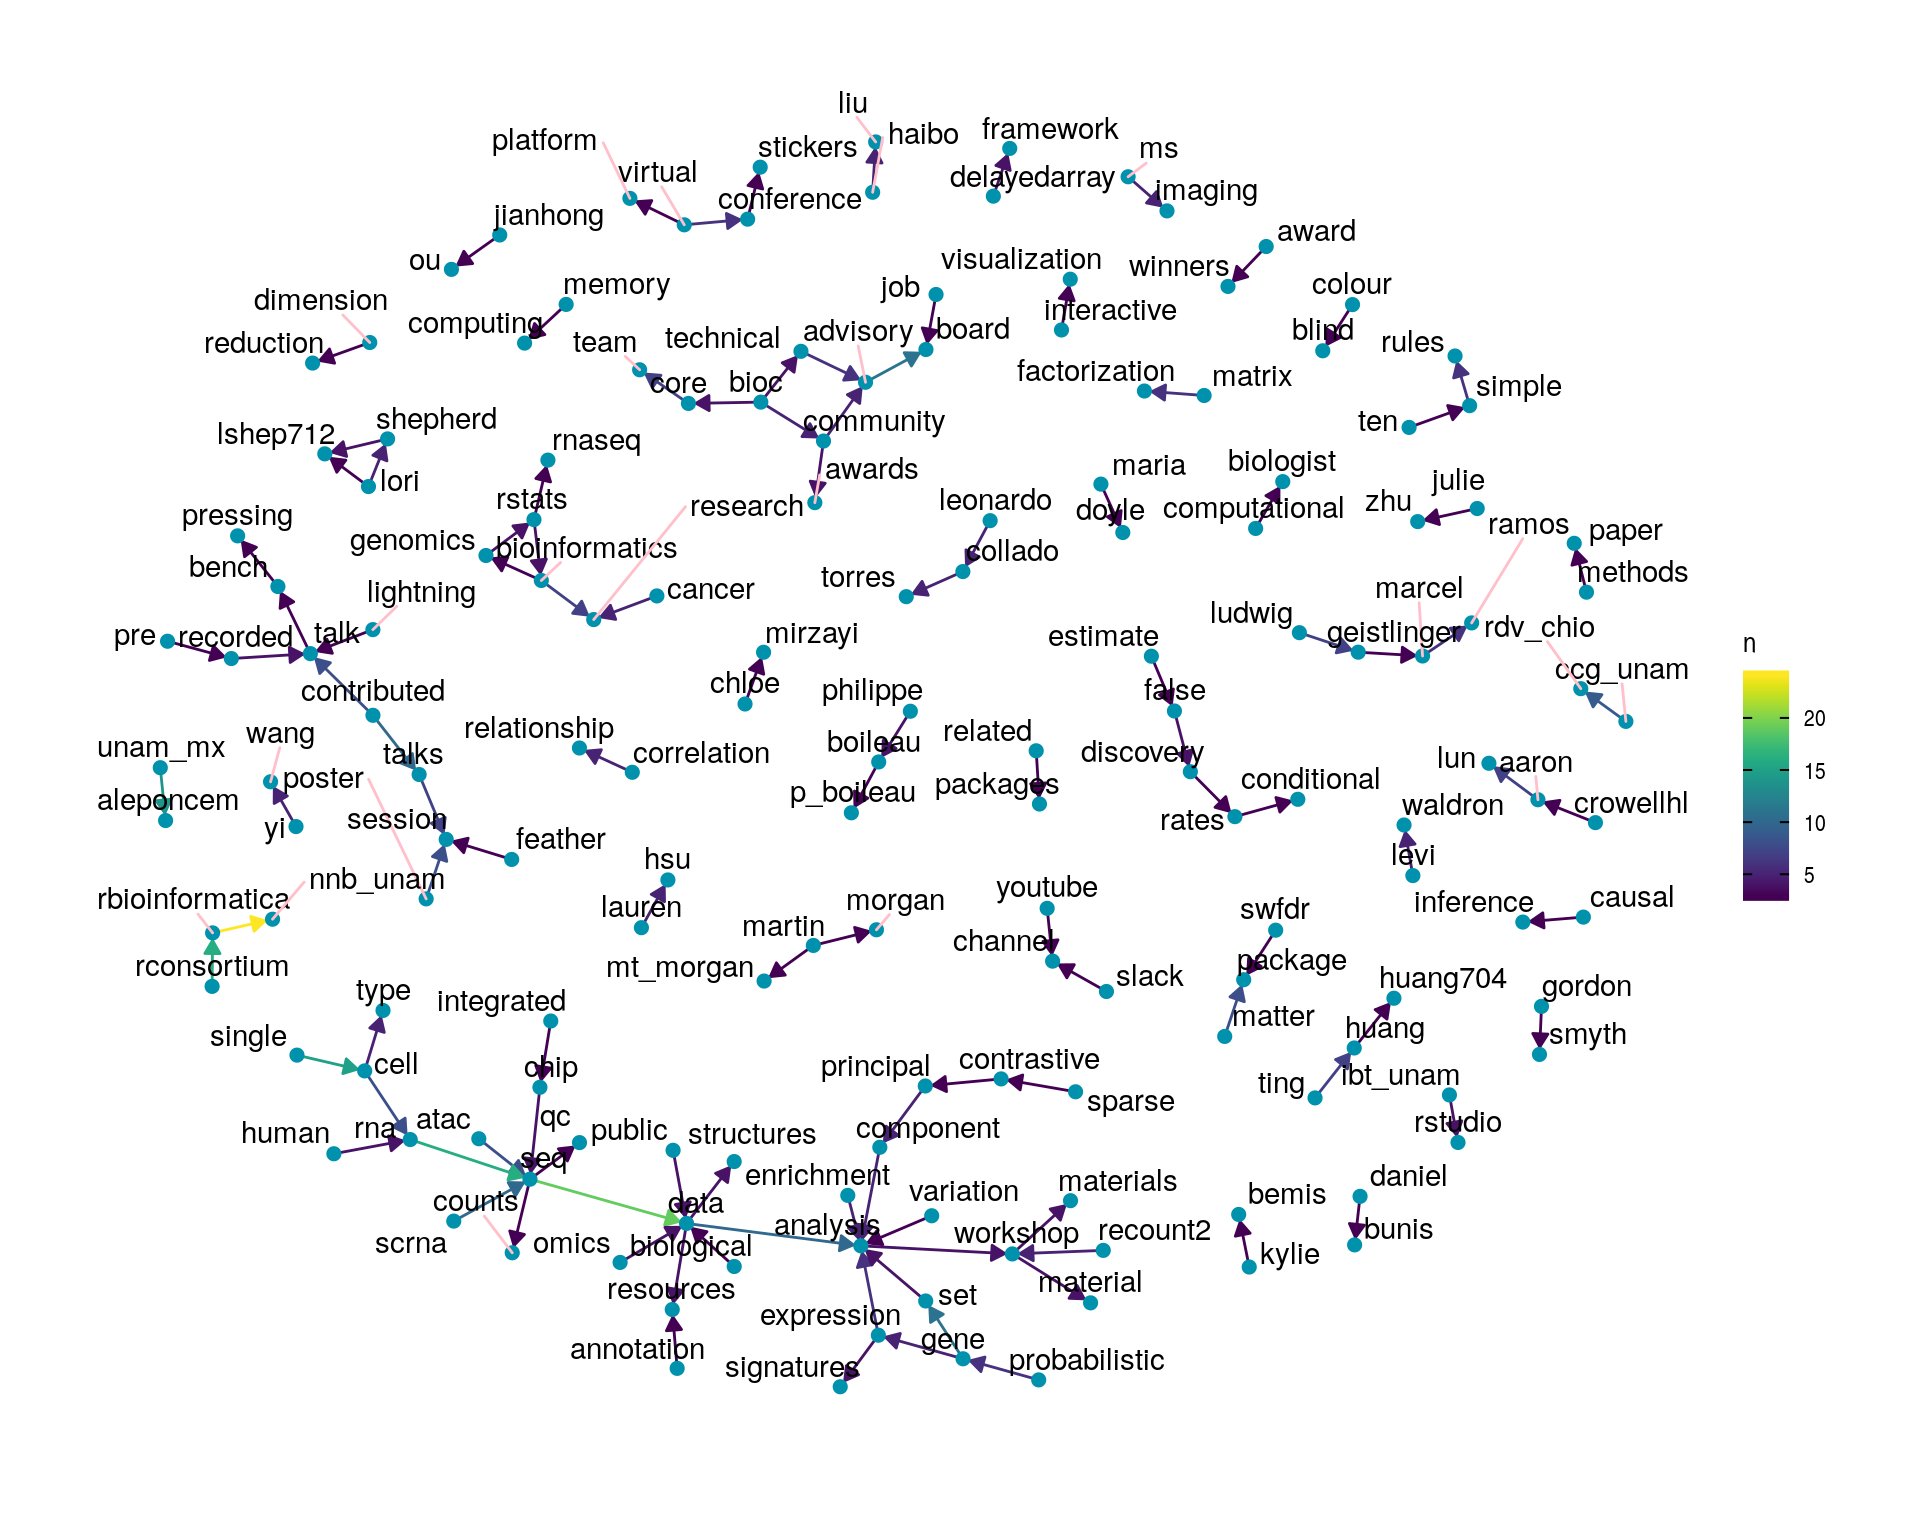 liu
platform
stickers
haibo
framework
ms
virtual
conference
delayedarray
imaging
jianhong
ou
award
visualization
winners
memory
job
colour
dimension
interactive
computing
technical
advisory
board
blind
reduction
team
rules
core
bioc
factorization
matrix
simple
ten
shepherd
community
lshep712
rnaseq
awards
maria
biologist
lori
rstats
research
leonardo
computational
zhu
julie
pressing
doyle
ramos
paper
genomics
bioinformatics
collado
bench
torres
methods
lightning
cancer
marcel
ludwig
pre
recorded
talk
mirzayi
estimate
geistlinger
rdv_chio
chloe
philippe
false
ccg_unam
contributed
wang
relationship
related
unam_mx
talks
correlation
boileau
discovery
conditional
lun
aaron
poster
aleponcem
p_boileau
packages
waldron
crowellhl
yi
session
rates
feather
levi
hsu
nnb_unam
youtube
rbioinformatica
lauren
morgan
swfdr
inference
causal
martin
channel
rconsortium
mt_morgan
package
type
integrated
slack
huang704
gordon
single
matter
huang
smyth
cell
chip
principal
contrastive
ting
ibt_unam
human
rna
atac
qc
public
structures
component
sparse
rstudio
seq
enrichment
daniel
counts
data
variation
materials
bemis
scrna
omics
biological
analysis
workshop
recount2
bunis
resources
material
kylie
expression
set
annotation
gene
signatures
probabilistic
n
20
15
10
5